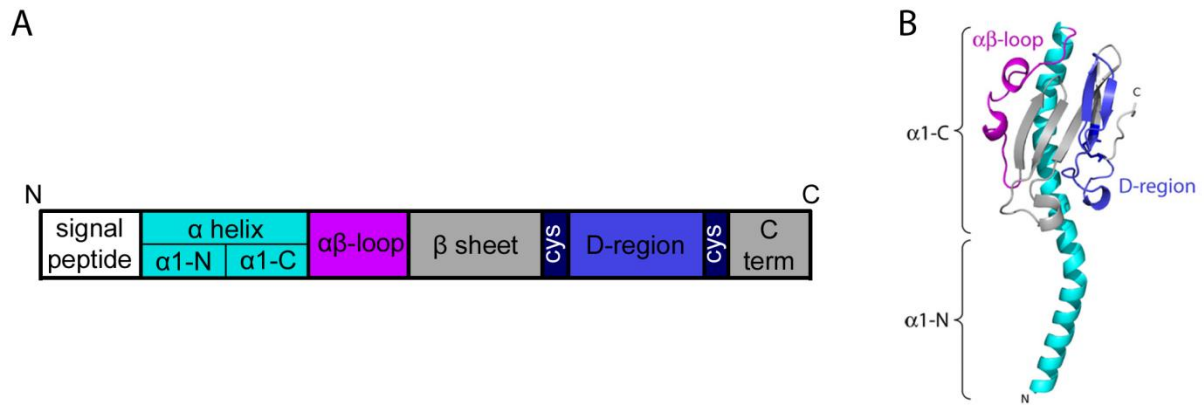 A
N
C
signal
peptide
α helix
α1-N
α1-C
αβ-loop
β sheet
cys
D-region
cys
C
term
B
αβ-loop
C
α1-C
D-region
α1-N
N